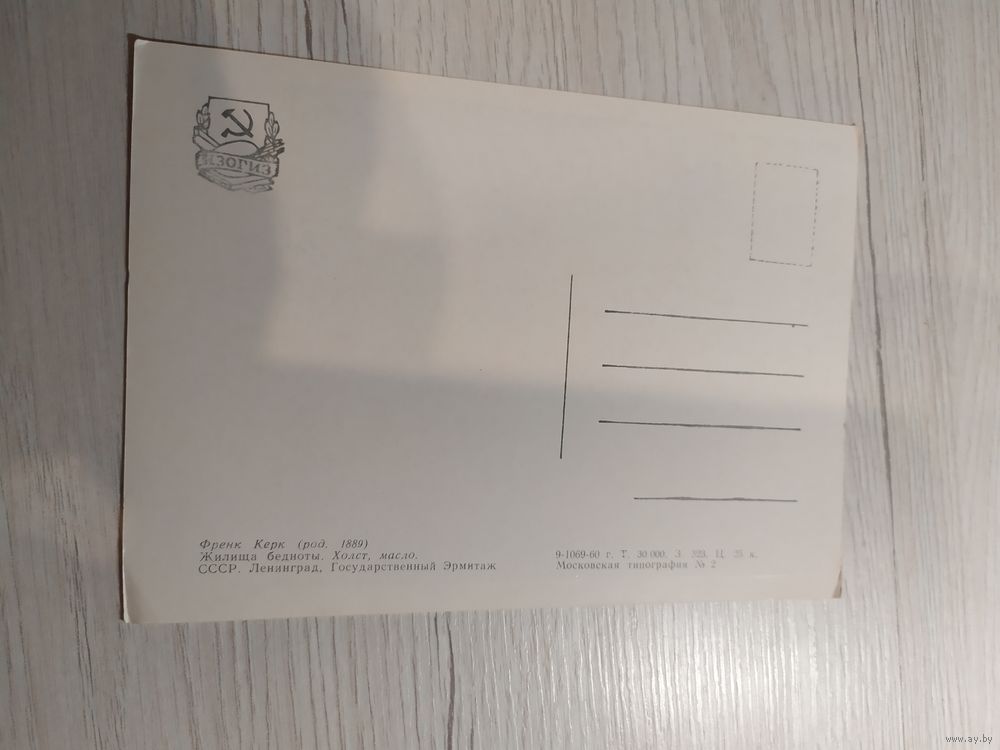 ИЗОГИЗ
Френк Керк (род. 1889)
Жилища бедноты. Холст, масло.
СССР. Ленинград. Государственный Эрмитаж
9-1069-60 г. Т. 30 000. З. 323. Ц. 25 к.
Московская типография № 2
www.ay.by